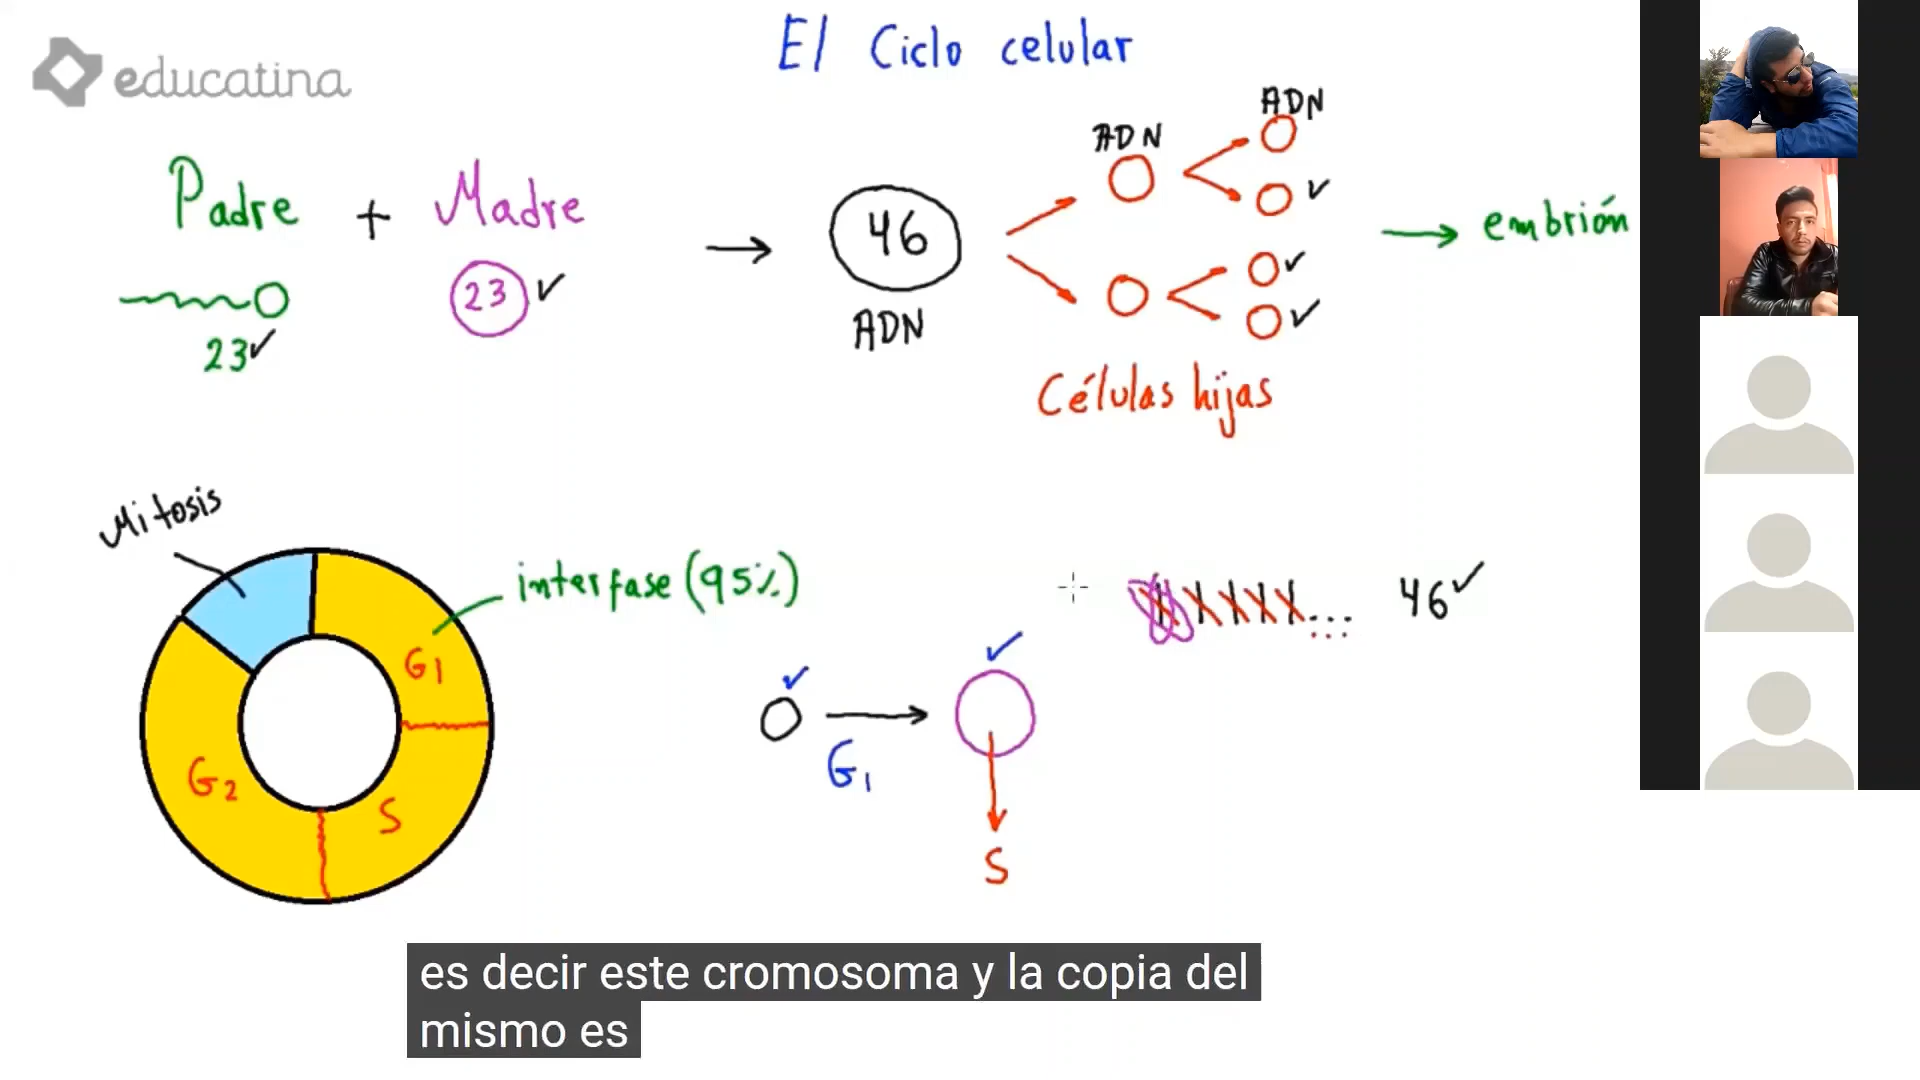 El Ciclo celular
educatina
Padre + Madre
23
23
46
ADN
ADN
ADN
Células hijas
embrión
Mitosis
interfase (95%)
G1
G2
S
G1
S
XXXXX... 46
es decir este cromosoma y la copia del
mismo es